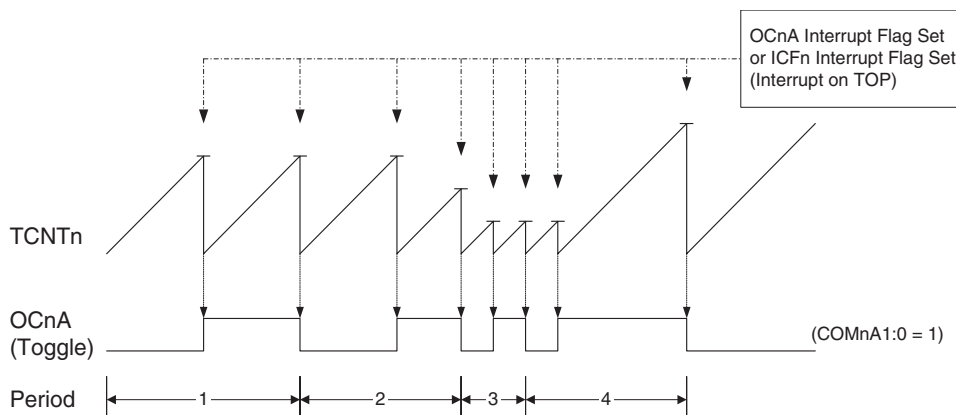 OCnA Interrupt Flag Set
or ICFn Interrupt Flag Set
(Interrupt on TOP)
TCNTn
OCnA
(Toggle)
(COMnA1:0 = 1)
Period
1
2
3
4